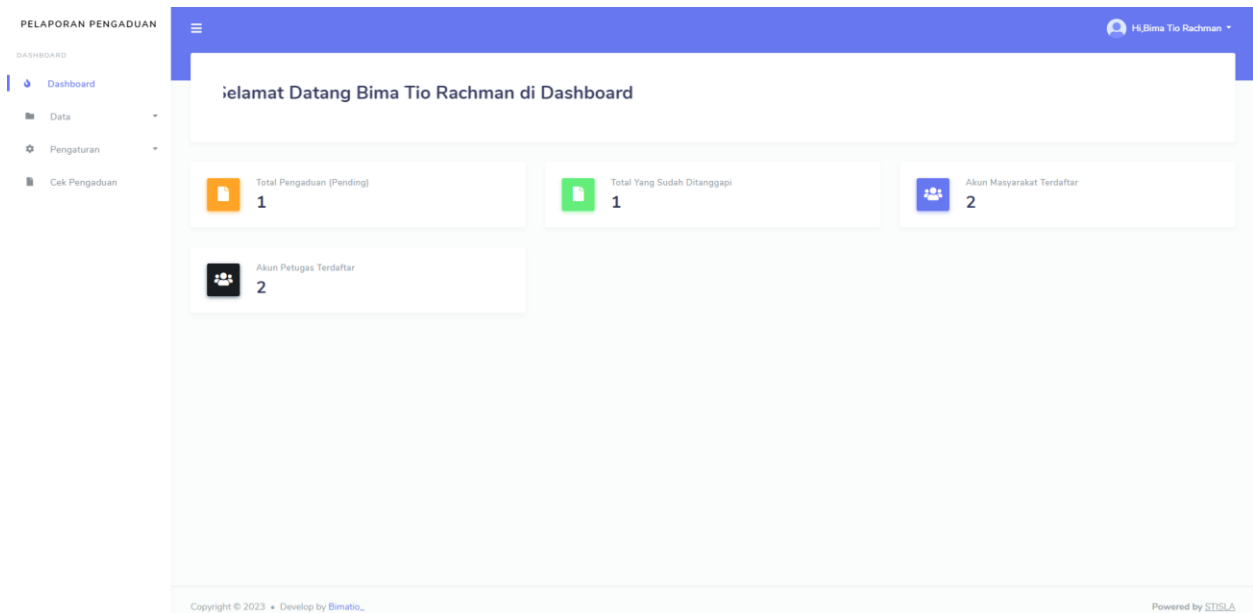 PELAPORAN PENGADUAN
Hi,Bima Tio Rachman
DASHBOARD
Dashboard
Data
Pengaturan
Cek Pengaduan
Selamat Datang Bima Tio Rachman di Dashboard
Total Pengaduan (Pending)
1
Total Yang Sudah Ditanggapi
1
Akun Masyarakat Terdaftar
2
Akun Petugas Terdaftar
2
Copyright © 2023 • Develop by Bimatio_
Powered by STISLA